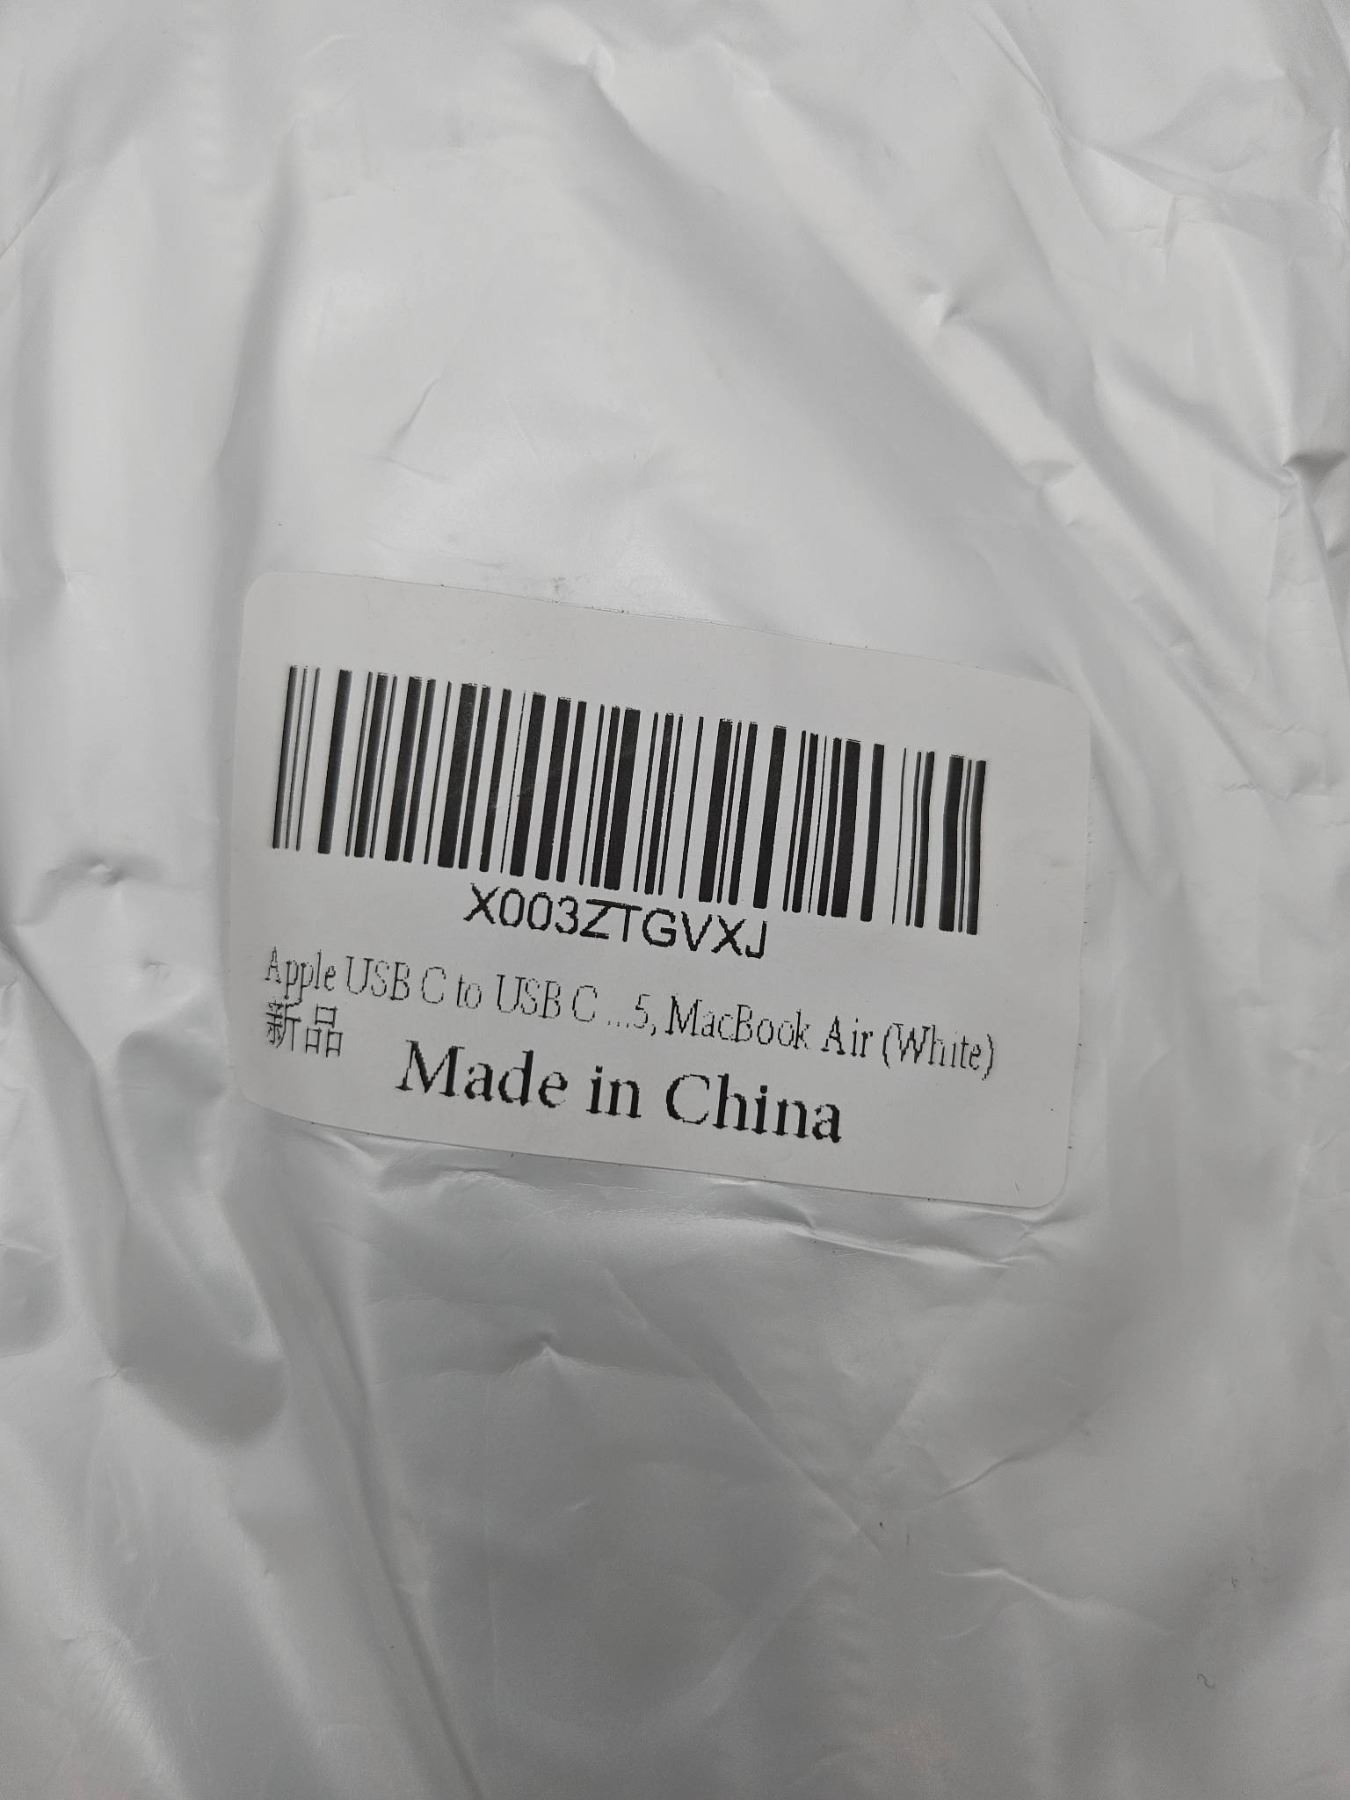 X003ZTGVXJ
Apple USB C to USB C ...5, MacBook Air (White)
新品
Made in China